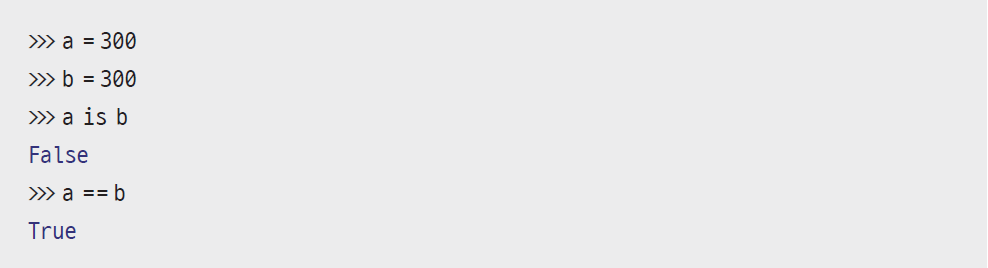 >>> a = 300
>>> b = 300
>>> a is b
False
>>> a == b
True